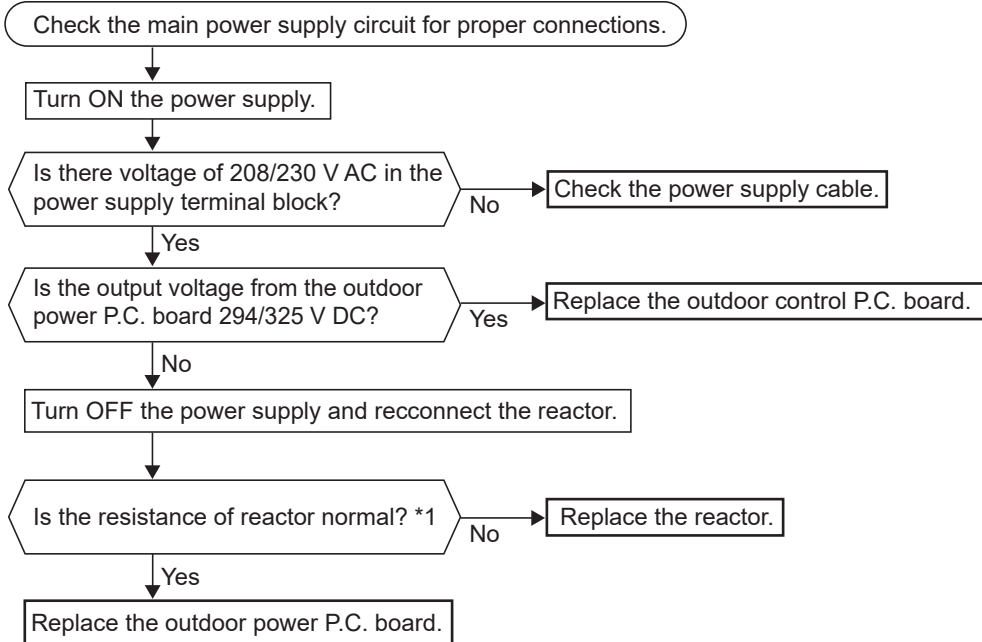 Check the main power supply circuit for proper connections.
Turn ON the power supply.
Is there voltage of 208/230 V AC in the
power supply terminal block?
No
Check the power supply cable.
Yes
Is the output voltage from the outdoor
power P.C. board 294/325 V DC?
Yes
Replace the outdoor control P.C. board.
No
Turn OFF the power supply and recconnect the reactor.
Is the resistance of reactor normal? *1
No
Replace the reactor.
Yes
Replace the outdoor power P.C. board.